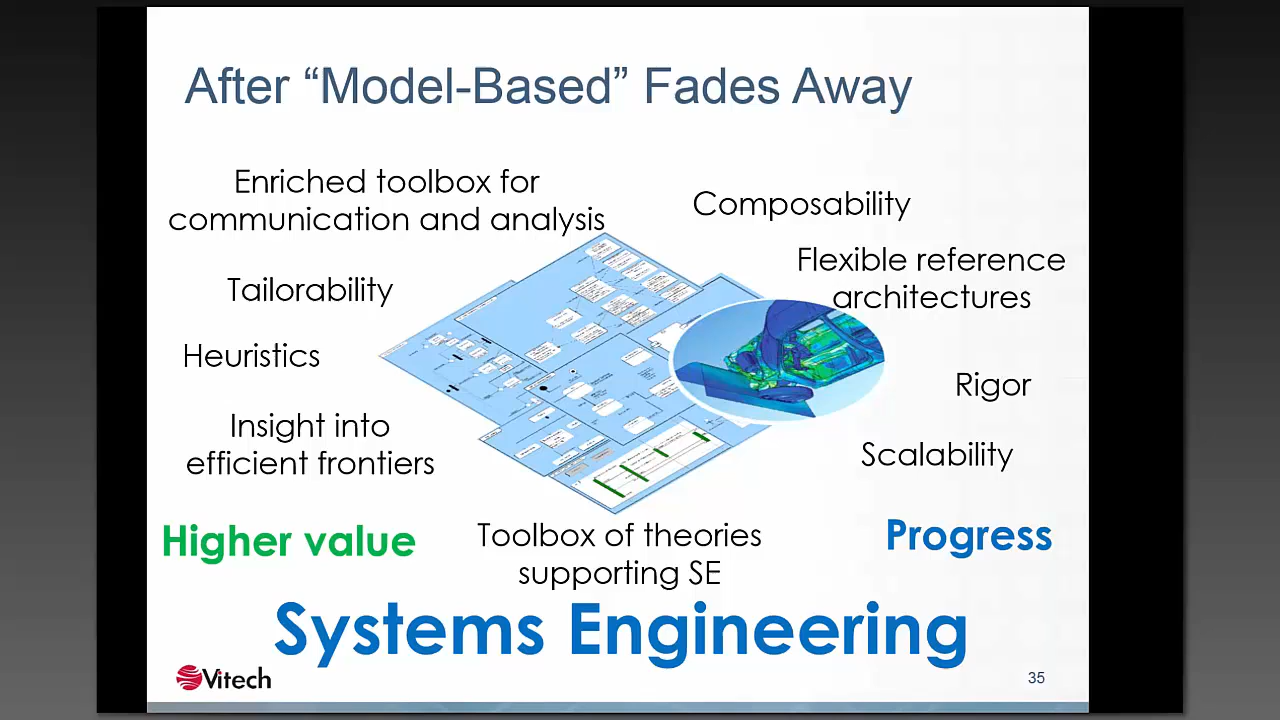 After “Model-Based” Fades Away
Enriched toolbox for
communication and analysis
Composability
Flexible reference
architectures
Tailorability
Heuristics
Rigor
Insight into
efficient frontiers
Scalability
Higher value
Toolbox of theories
supporting SE
Progress
Systems Engineering
Vitech
35